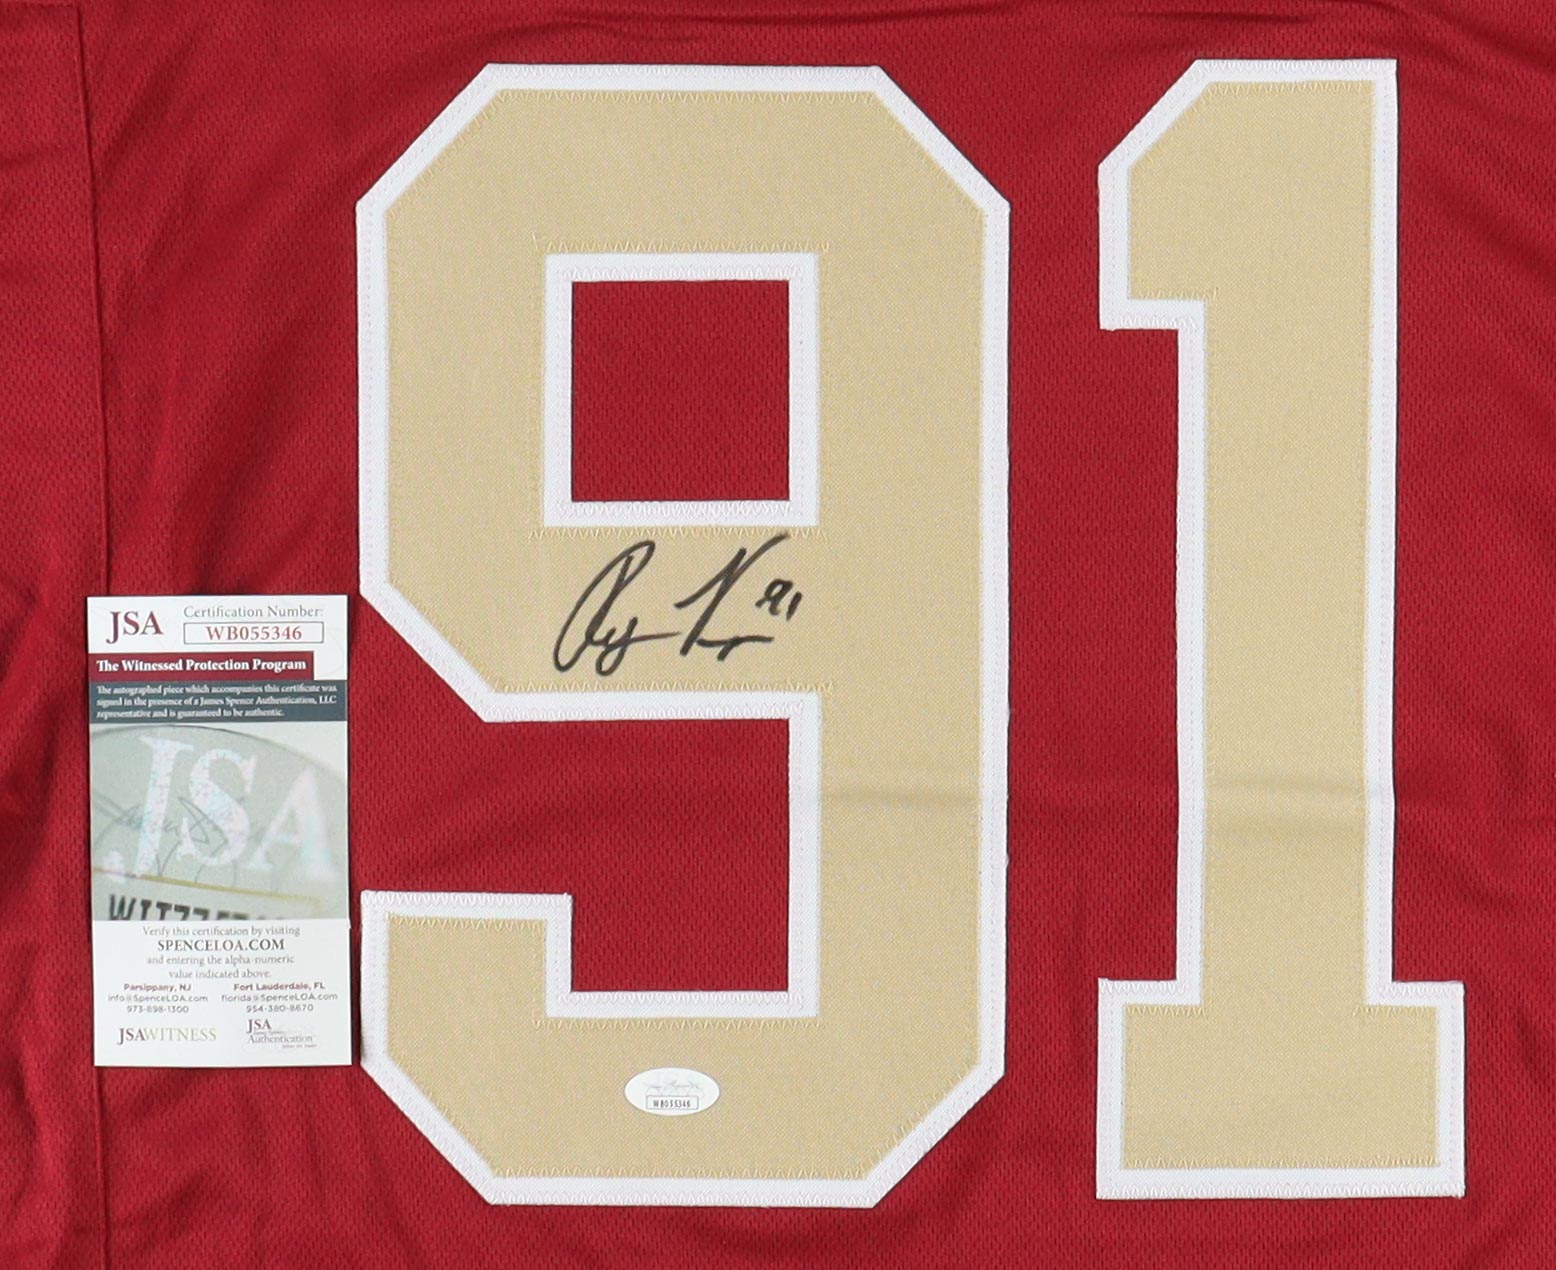 91
91
JSA
Certification Number:
WB055346
The Witnessed Protection Program
The autographed piece which accompanies this certificate was
signed in the presence of a James Spence Authentication, LLC
representative and is guaranteed to be authentic.
JSA
Verify this certification by visiting
SPENCELOA.COM
and entering the alpha-numeric
value indicated above.
Parsippany, NJ
info@SpenceLOA.com
973-898-1300
Fort Lauderdale, FL
florida@SpenceLOA.com
954-380-8670
JSAWITNESS
JSA
Authentication
WB055346